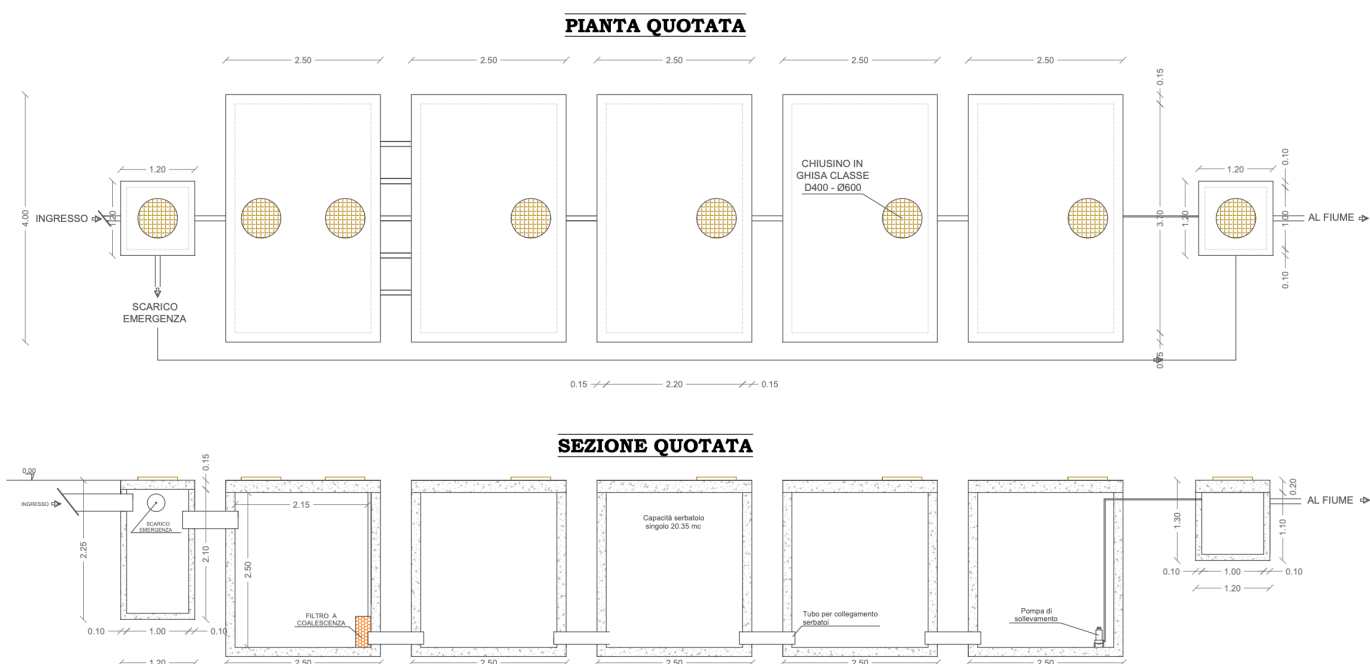 PIANTA QUOTATA
2.50
2.50
2.50
2.50
2.50
0.15
4.00
1.20
1.20
INGRESSO
SCARICO
EMERGENZA
CHIUSINO IN
GHISA CLASSE
D400 - Ø600
3.70
1.20
1.20
0.10
1.00
0.10
AL FIUME
0.15
0.15
2.20
0.15
SEZIONE QUOTATA
0,00
INGRESSO
SCARICO
EMERGENZA
2.25
0.15
2.10
0.10
1.00
0.10
1.20
2.15
2.50
FILTRO A
COALESCENZA
Capacità serbatoio
singolo 20.35 mc
Tubo per collegamento
serbatoi
Pompa di
sollevamento
1.30
0.20
1.10
AL FIUME
0.10
1.00
0.10
1.20
2.50
2.50
2.50
2.50
2.50